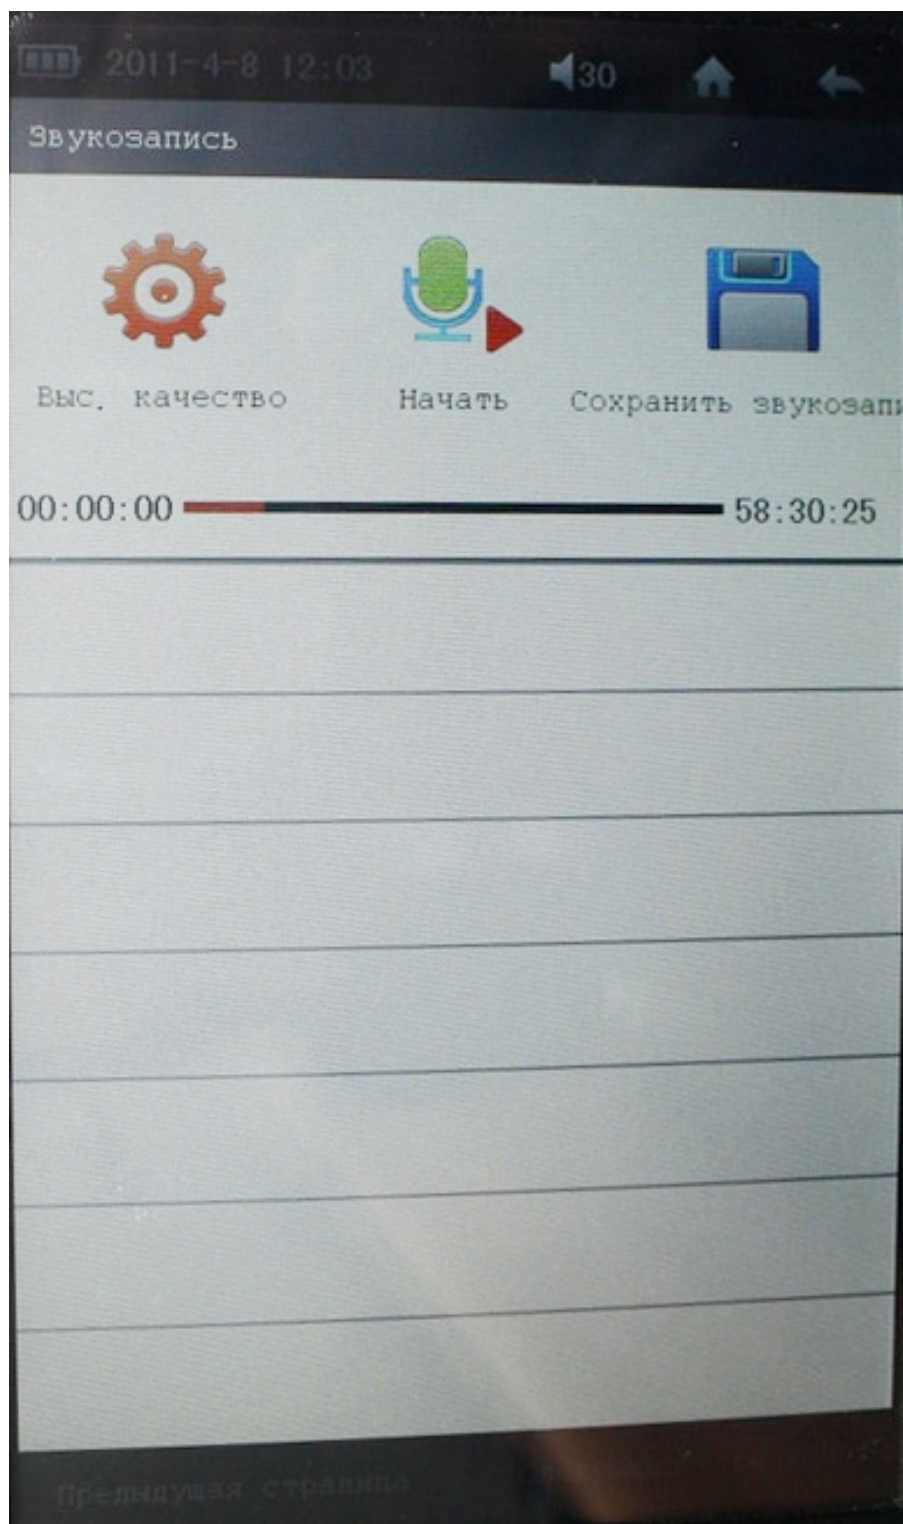 2011-4-8 12:03 30
Звукозапись
Выс. качество Начать Сохранить звукозапи
00:00:00 58:30:25
Предыдущая страница